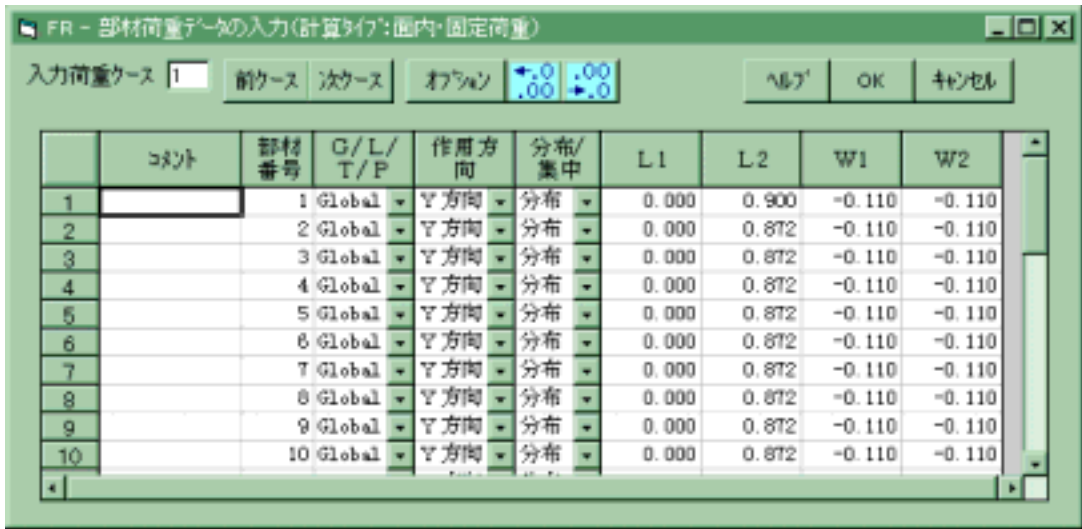 FR - 部材荷重ﾃﾞｰﾀの入力(計算ﾀｲﾌﾟ:面内･固定荷重)
入力荷重ケース 1 前ケース 次ケース ｵﾌﾟｼｮﾝ ←.0 .00 .00 →.0 ﾍﾙﾌﾟ OK ｷｬﾝｾﾙ
ｺﾒﾝﾄ 部材番号 G/L/T/P 作用方向 分布/集中 L1 L2 W1 W2
1 1 Global Y方向 分布 0.000 0.900 -0.110 -0.110
2 2 Global Y方向 分布 0.000 0.872 -0.110 -0.110
3 3 Global Y方向 分布 0.000 0.872 -0.110 -0.110
4 4 Global Y方向 分布 0.000 0.872 -0.110 -0.110
5 5 Global Y方向 分布 0.000 0.872 -0.110 -0.110
6 6 Global Y方向 分布 0.000 0.872 -0.110 -0.110
7 7 Global Y方向 分布 0.000 0.872 -0.110 -0.110
8 8 Global Y方向 分布 0.000 0.872 -0.110 -0.110
9 9 Global Y方向 分布 0.000 0.872 -0.110 -0.110
10 10 Global Y方向 分布 0.000 0.872 -0.110 -0.110